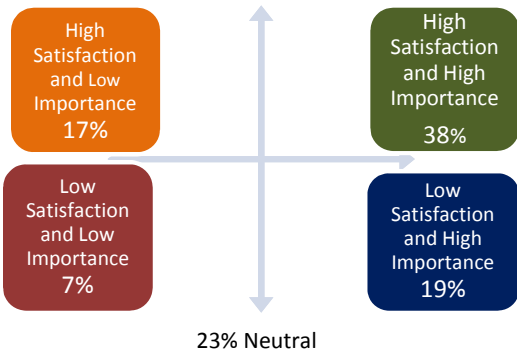 High
Satisfaction
and Low
Importance
17%
High
Satisfaction
and High
Importance
38%
Low
Satisfaction
and Low
Importance
7%
Low
Satisfaction
and High
Importance
19%
23% Neutral